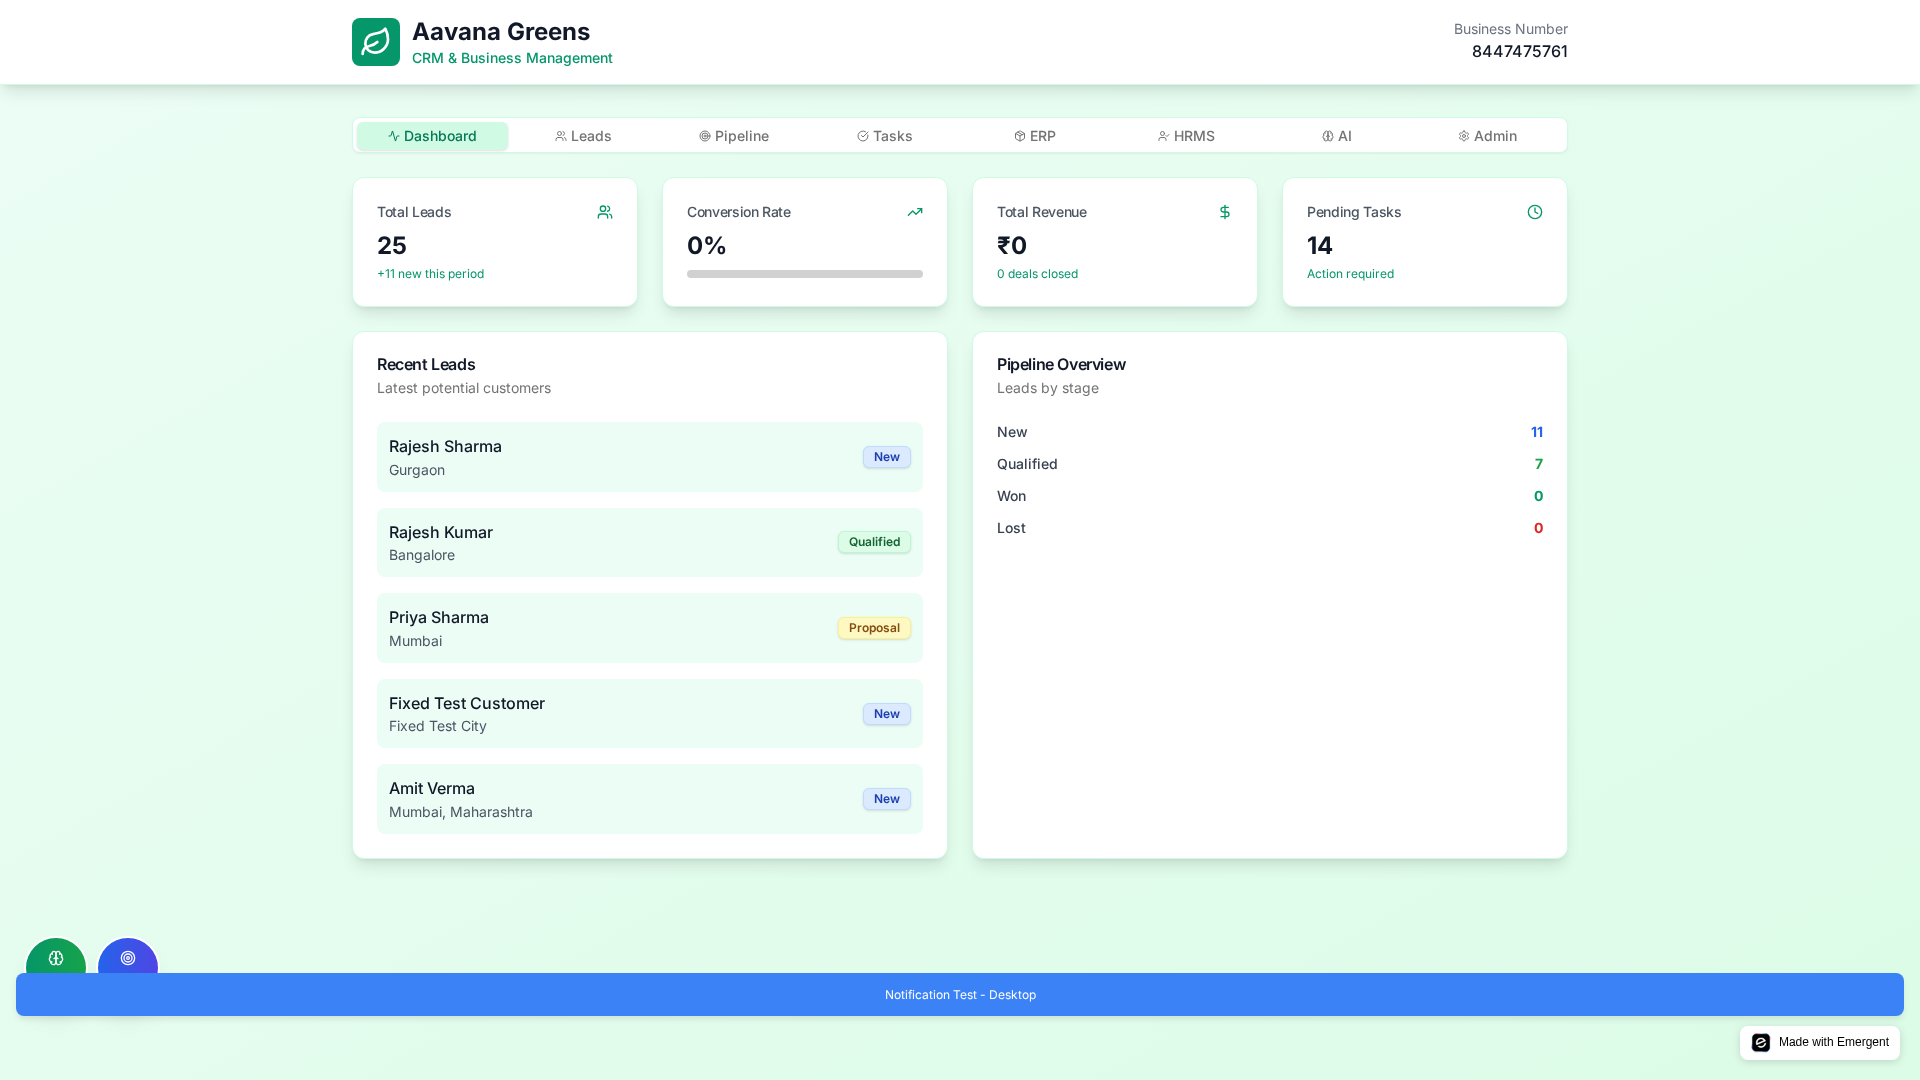 Aavana Greens
CRM & Business Management
Business Number
8447475761
Dashboard
Leads
Pipeline
Tasks
ERP
HRMS
AI
Admin
Total Leads
25
+11 new this period
Conversion Rate
0%
Total Revenue
₹0
0 deals closed
Pending Tasks
14
Action required
Recent Leads
Latest potential customers
Rajesh Sharma
Gurgaon
New
Rajesh Kumar
Bangalore
Qualified
Priya Sharma
Mumbai
Proposal
Fixed Test Customer
Fixed Test City
New
Amit Verma
Mumbai, Maharashtra
New
Pipeline Overview
Leads by stage
New 11
Qualified 7
Won 0
Lost 0
Notification Test - Desktop
Made with Emergent